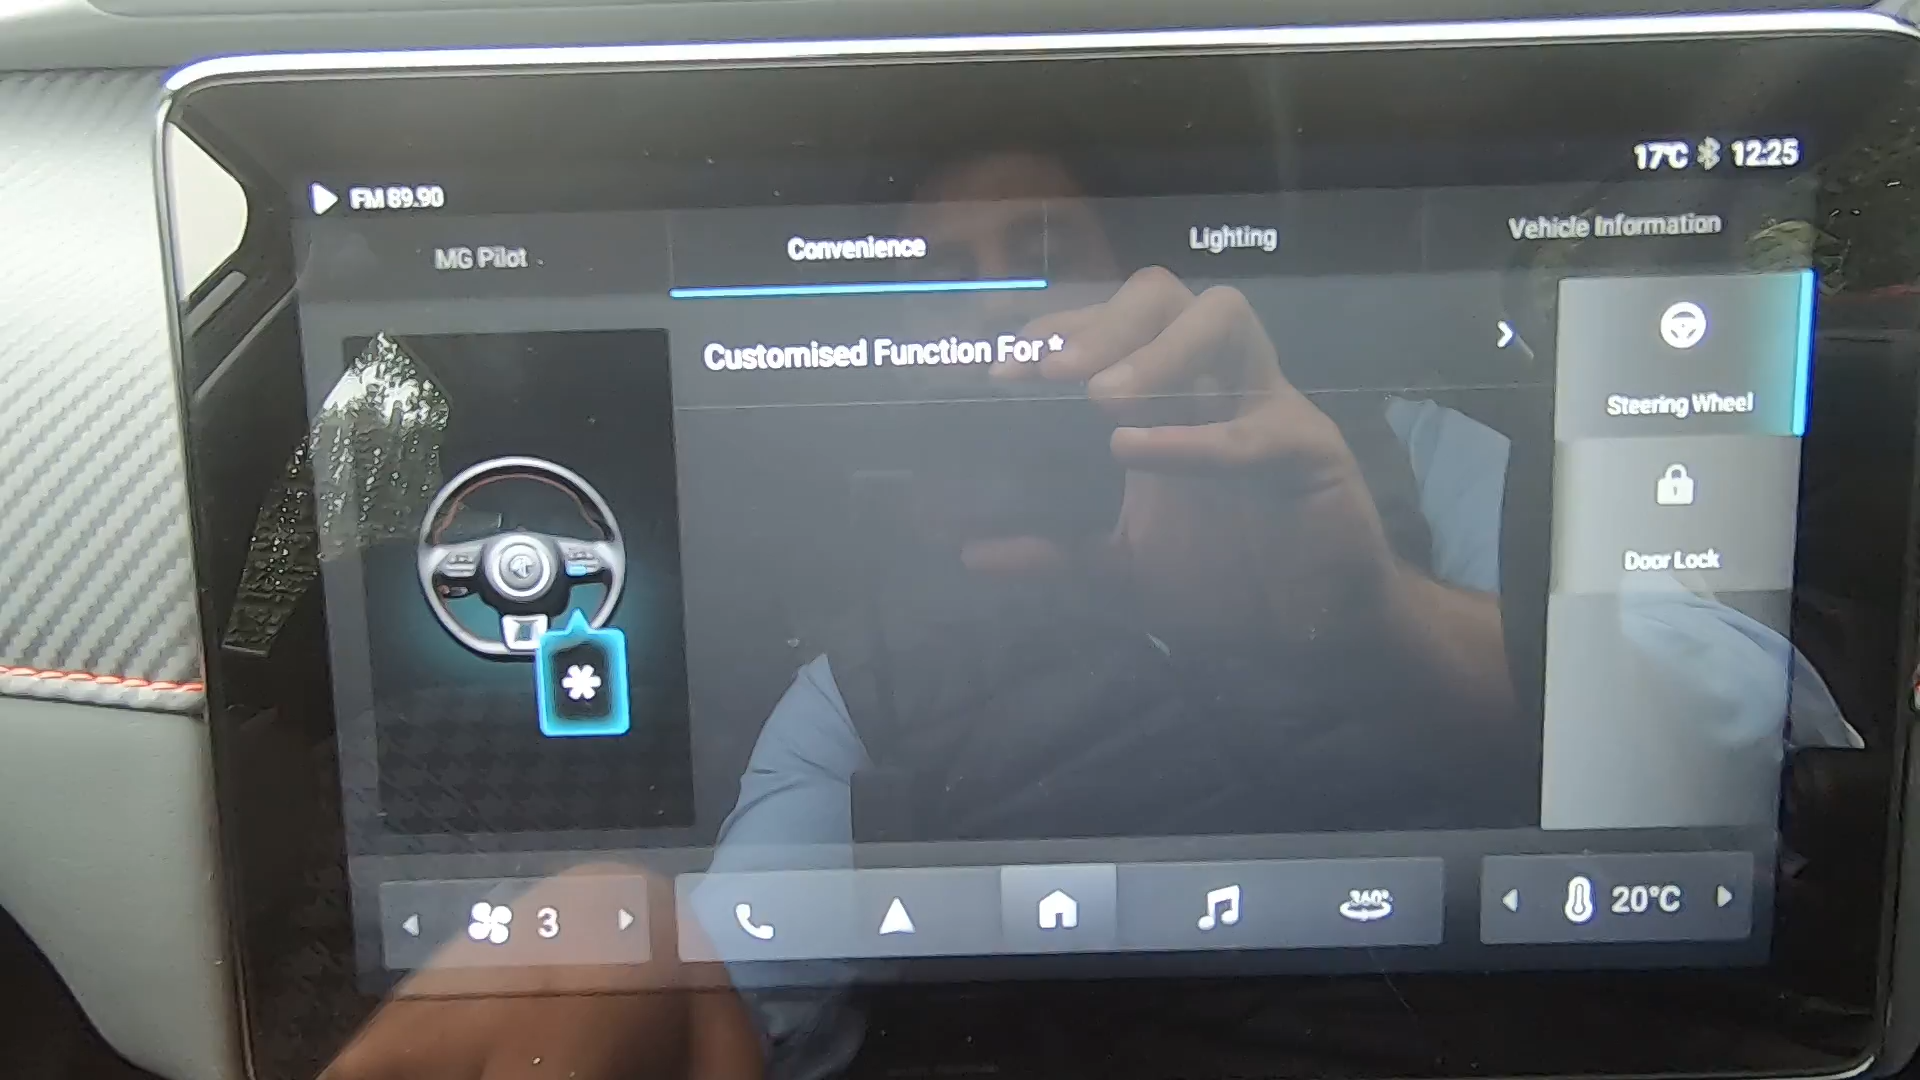 FM 89.90
17°C 12:25
MG Pilot
Convenience
Lighting
Vehicle Information
Customised Function For *
Steering Wheel
Door Lock
3
360°
20°C